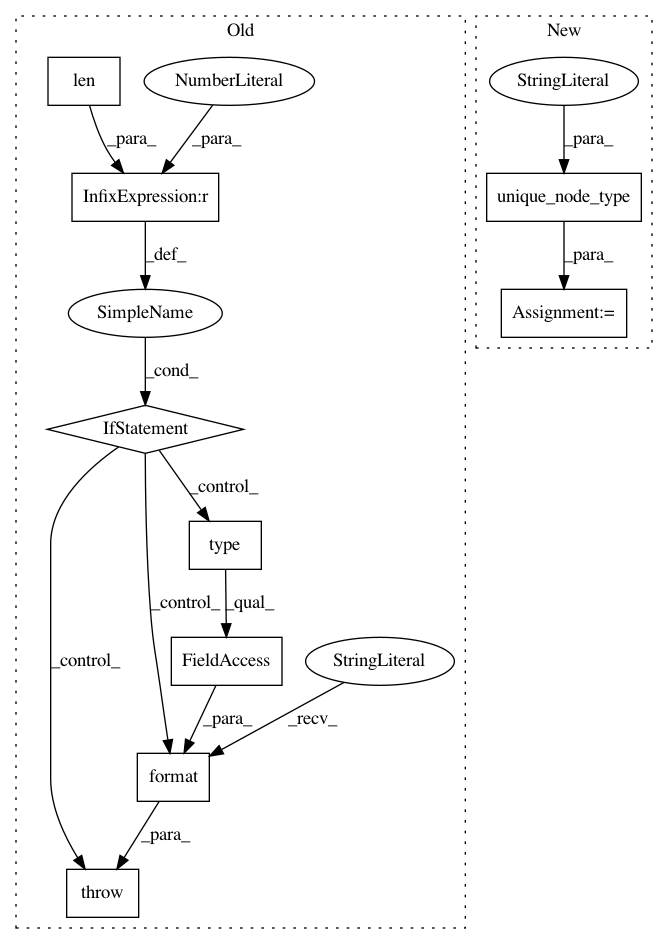 Old
New
len
NumberLiteral
StringLiteral
_para_
_para_
_para_
InfixExpression:r
unique_node_type
_def_
_para_
SimpleName
Assignment:=
_cond_
IfStatement
_control_
type
_control_
_qual_
_control_
FieldAccess
StringLiteral
_para_
_recv_
format
_para_
throw